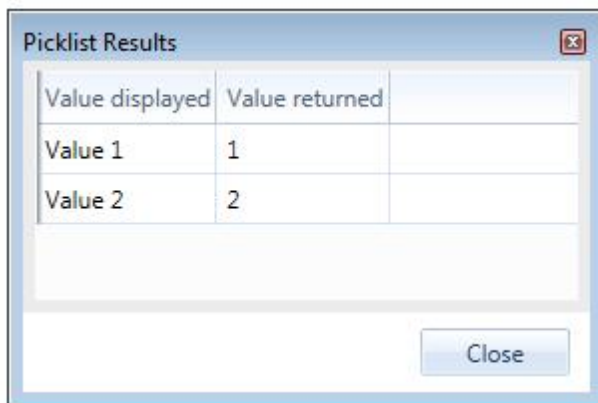 Picklist Results
Value displayed Value returned
Value 1 1
Value 2 2
Close